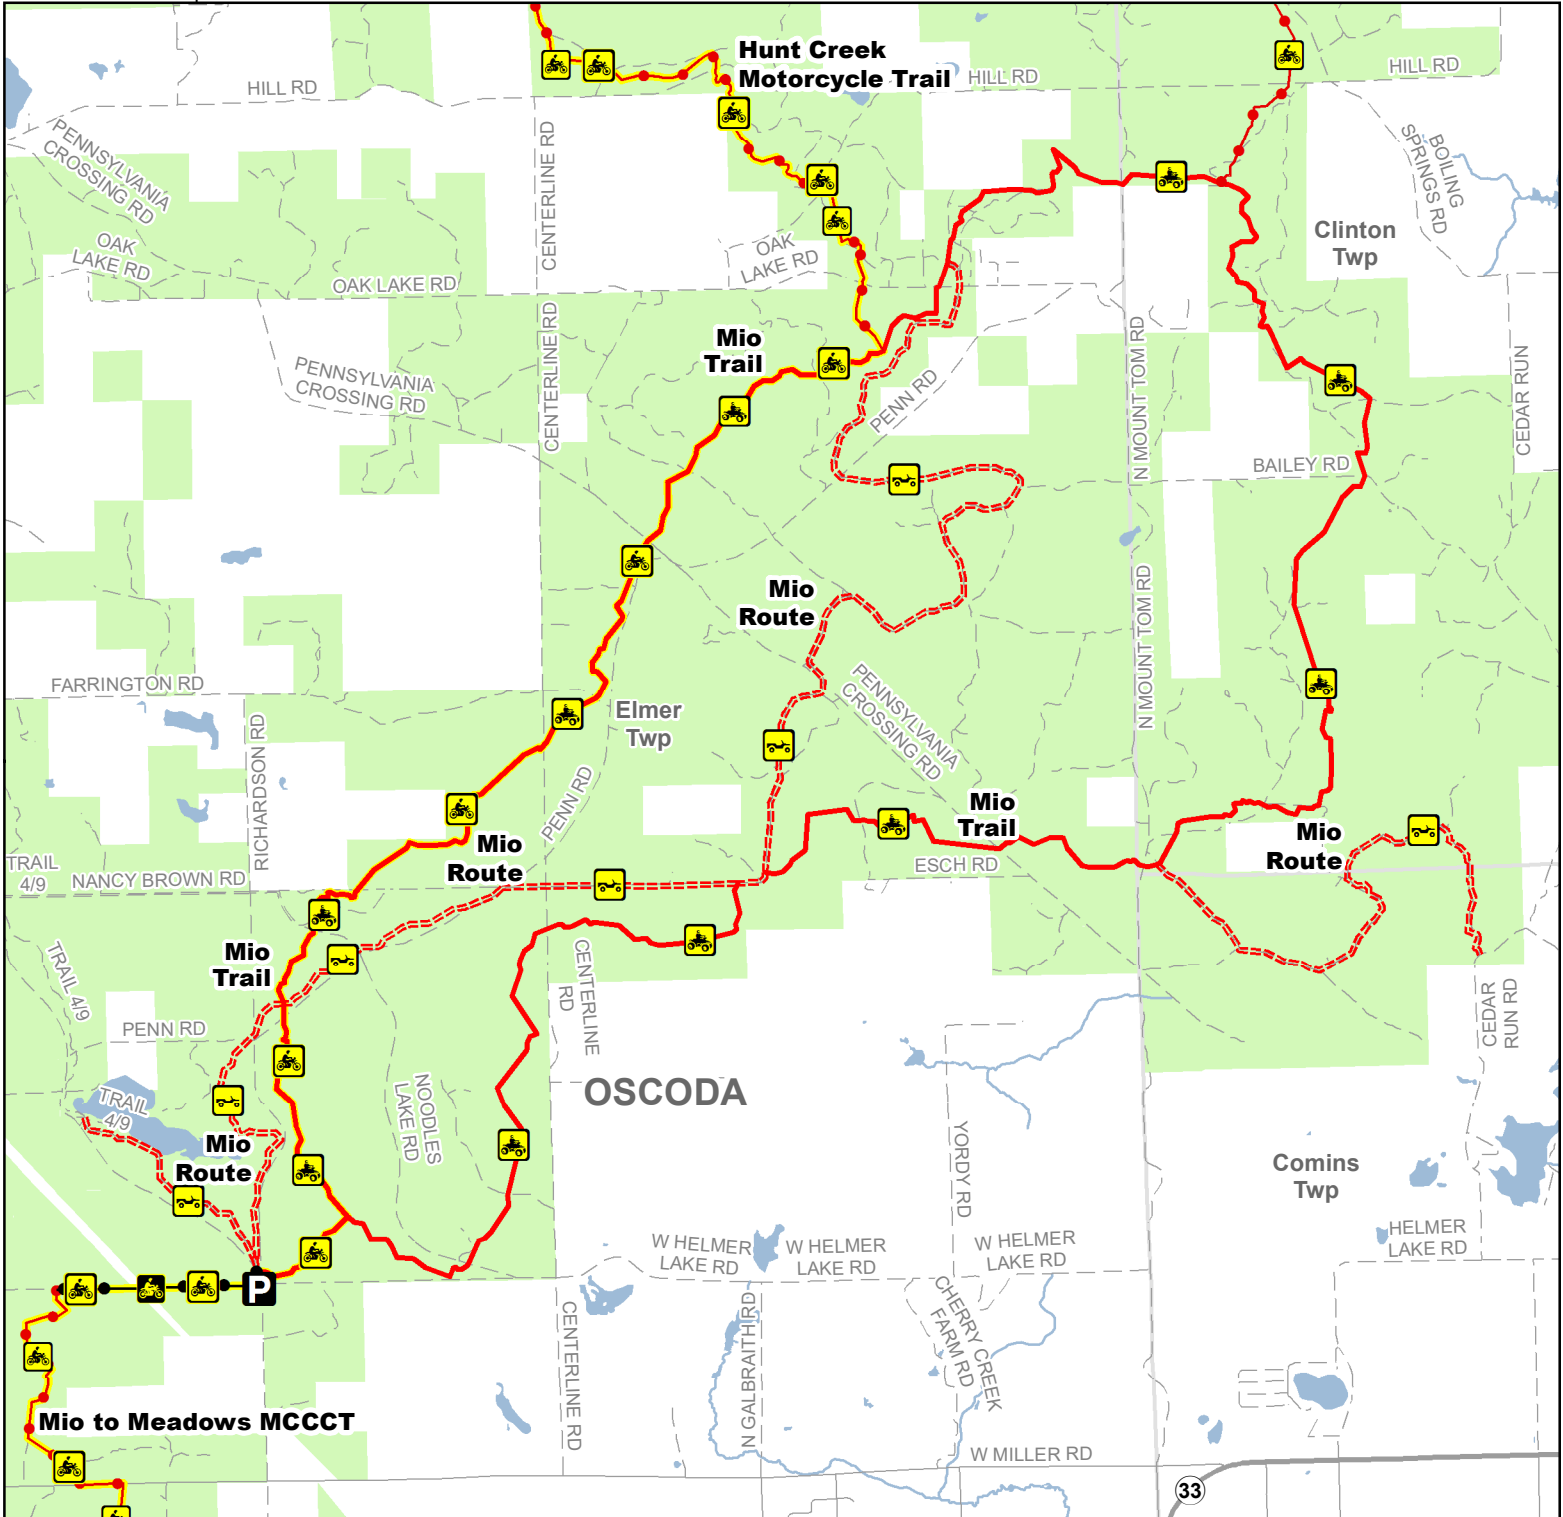 Hunt Creek
Motorcycle Trail
HILL RD
HILL RD
HILL RD
PENNSYLVANIA
CROSSING RD
CENTERLINE RD
BOILING
SPRINGS RD
OAK
LAKE RD
OAK
LAKE RD
Clinton
Twp
OAK LAKE RD
CENTERLINE RD
Mio
Trail
N MOUNT TOM RD
CEDAR RUN
PENNSYLVANIA
CROSSING RD
PENN RD
BAILEY RD
Mio
Route
N MOUNT TOM RD
FARRINGTON RD
Elmer
Twp
PENNSYLVANIA
CROSSING RD
RICHARDSON RD
PENN RD
Mio
Trail
Mio
Route
Mio
Route
TRAIL
4/9
NANCY BROWN RD
ESCH RD
TRAIL 4/9
Mio
Trail
CENTERLINE
RD
CEDAR
RUN RD
PENN RD
OSCODA
TRAIL
4/9
NOODLES
LAKE RD
Mio
Route
YORDY RD
Comins
Twp
W HELMER
LAKE RD
W HELMER
LAKE RD
W HELMER
LAKE RD
HELMER
LAKE RD
P
CENTERLINE RD
N GALBRAITH RD
CHERRY CREEK
FARM RD
Mio to Meadows MCCCT
W MILLER RD
33